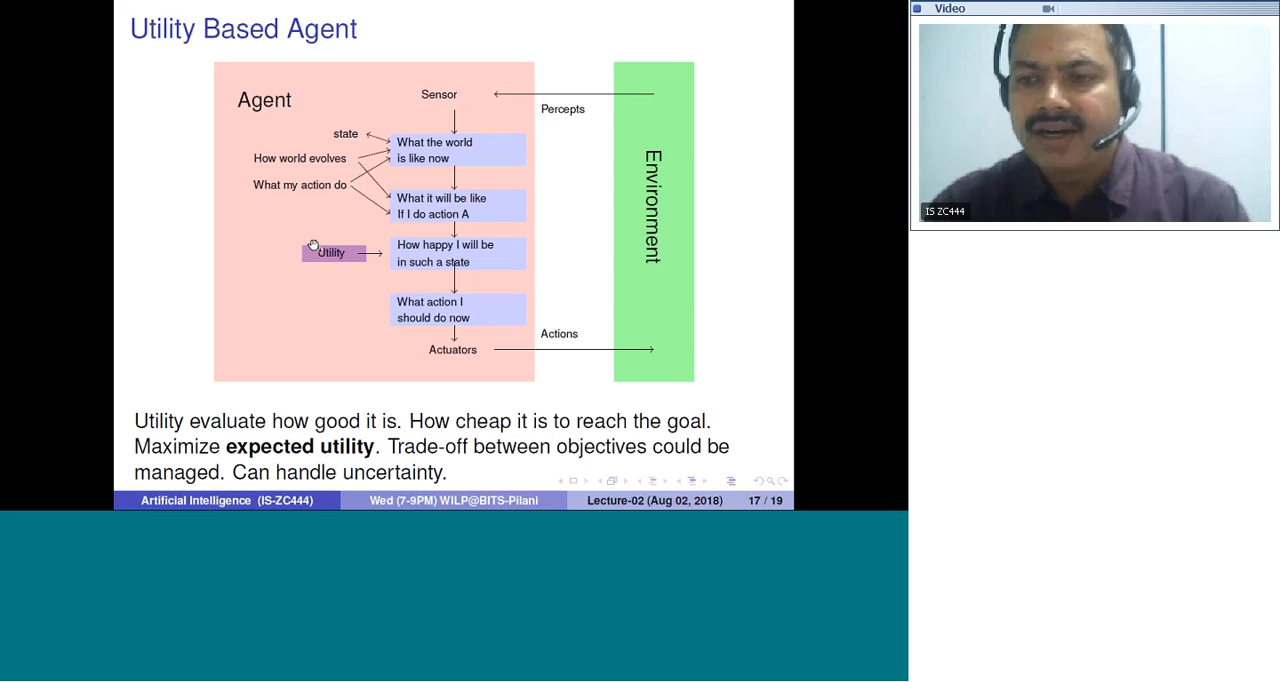 Utility Based Agent
Agent
Sensor
Percepts
state
What the world
is like now
How world evolves
What my action do
What it will be like
If I do action A
Utility
How happy I will be
in such a state
What action I
should do now
Actuators
Actions
Environment
Utility evaluate how good it is. How cheap it is to reach the goal.
Maximize expected utility. Trade-off between objectives could be
managed. Can handle uncertainty.
Artificial Intelligence (IS-ZC444)
Wed (7-9PM) WILP@BITS-Pilani
Lecture-02 (Aug 02, 2018)
17 / 19
Video
IS ZC444